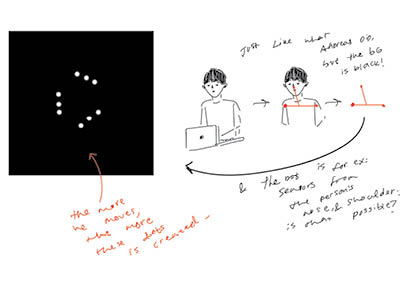 Just like what
Andreas do,
but the bG
is black!
the more
he moves,
the more
these dots
is created -
& the dots is for ex:
sensors from
the person's
nose, & shoulder.
is that possible?